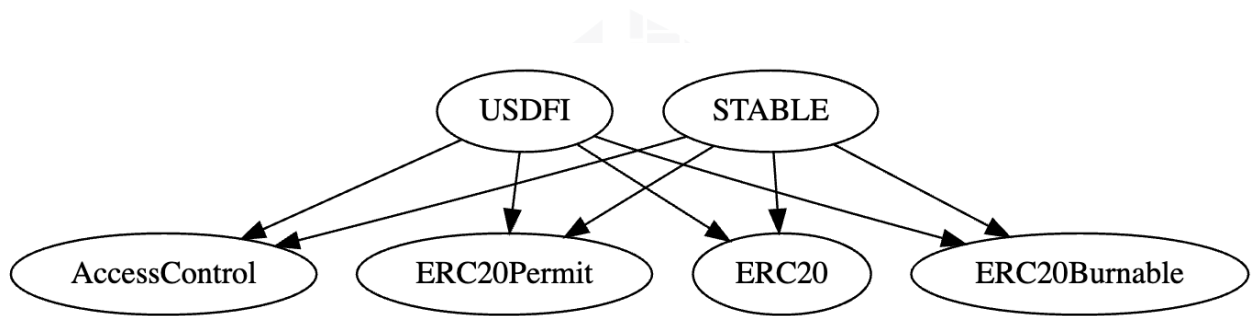 USDFI
STABLE
AccessControl
ERC20Permit
ERC20
ERC20Burnable